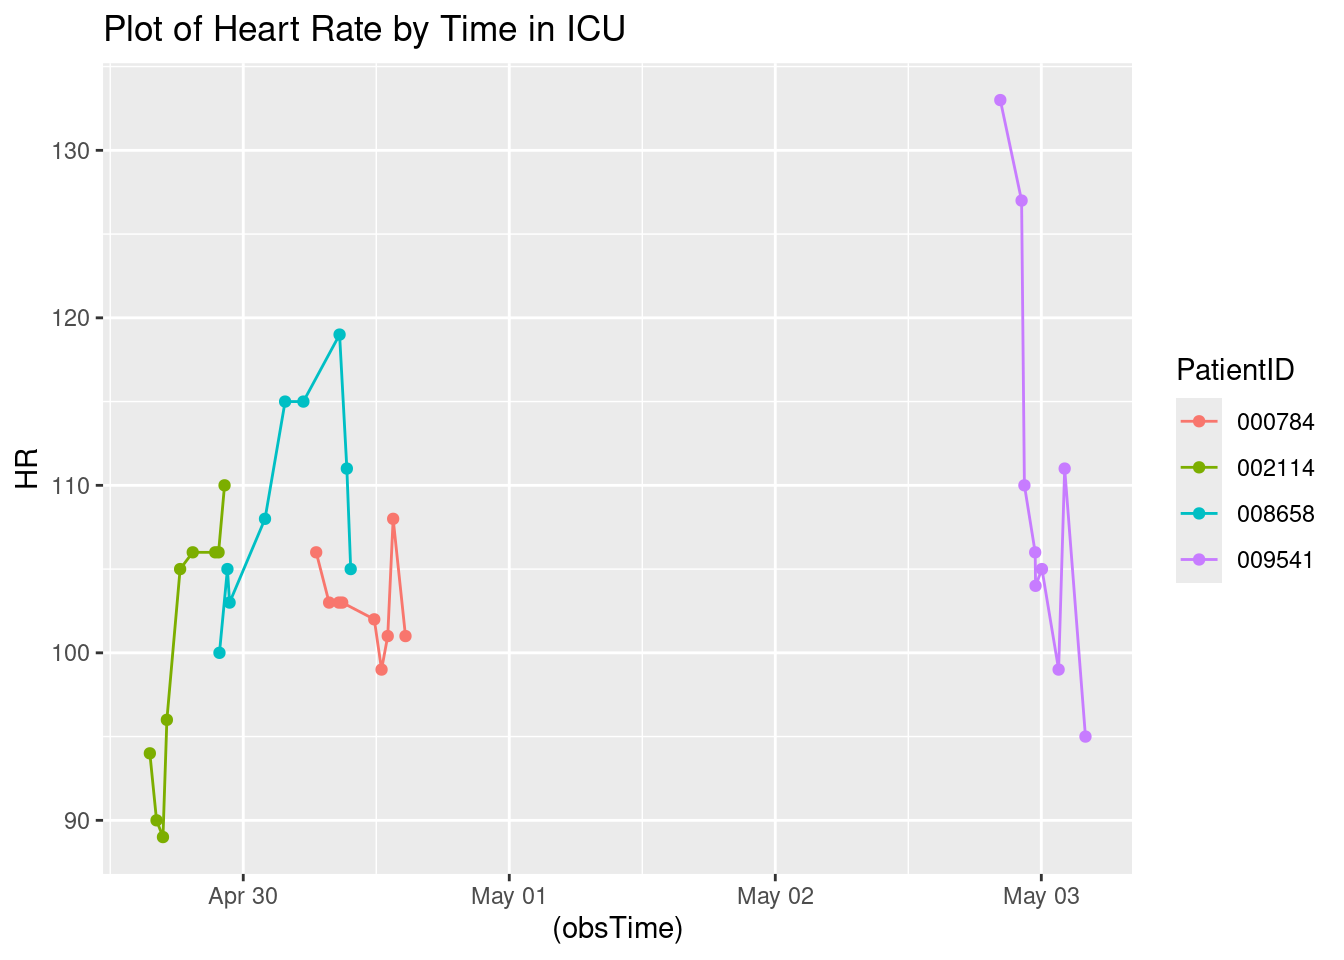 Plot of Heart Rate by Time in ICU
130
120
110
100
90
HR
Apr 30
May 01
May 02
May 03
(obsTime)
PatientID
000784
002114
008658
009541